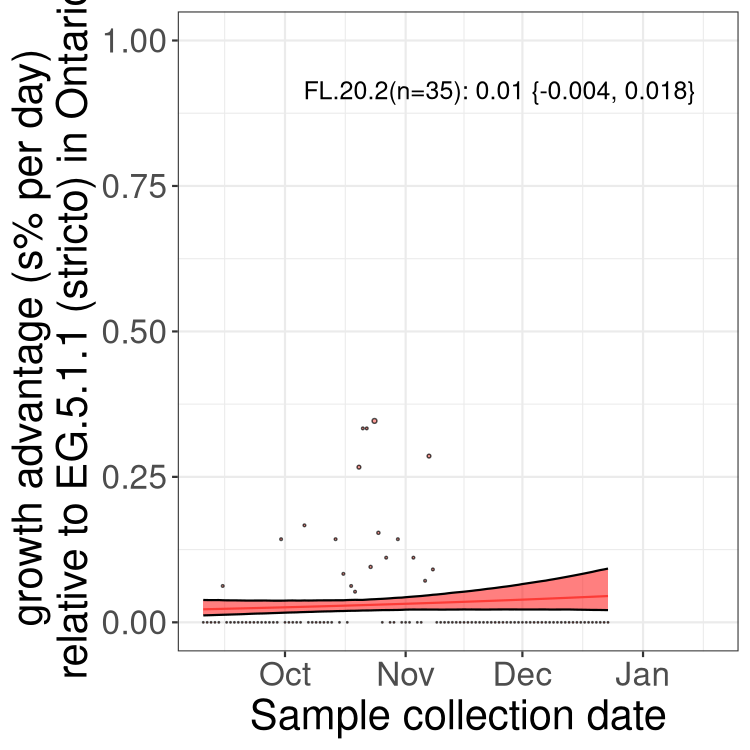 growth advantage (s% per day)
relative to EG.5.1.1 (stricto) in Ontario
1.00
0.75
0.50
0.25
0.00
FL.20.2(n=35): 0.01 {-0.004, 0.018}
Oct Nov Dec Jan
Sample collection date